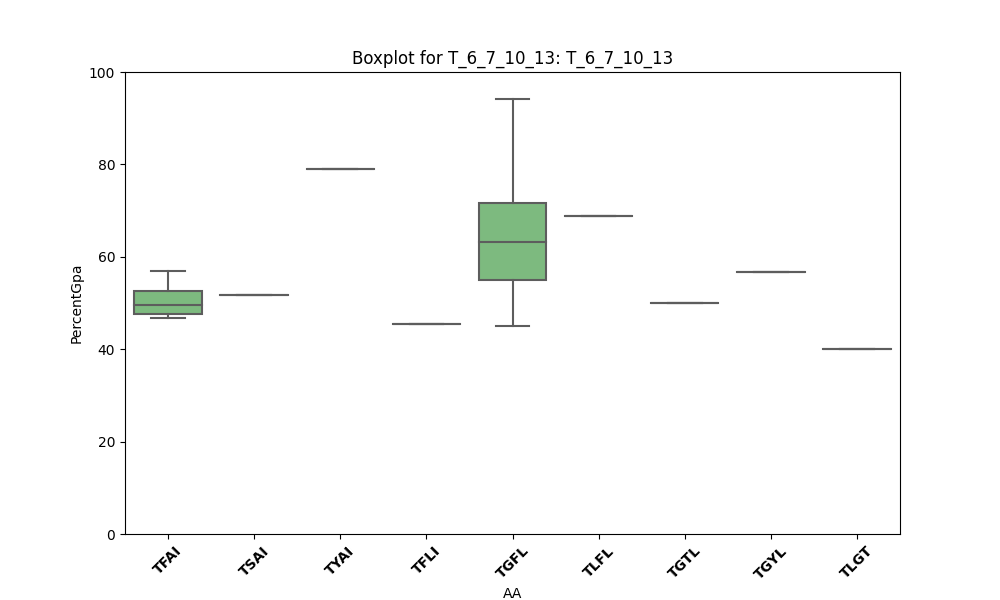 Boxplot for T_6_7_10_13: T_6_7_10_13
100
80
60
40
20
0
PercentGpa
TFAI
TSAI
TYAI
TFLI
TGFL
TLFL
TGTL
TGYL
TLGT
AA